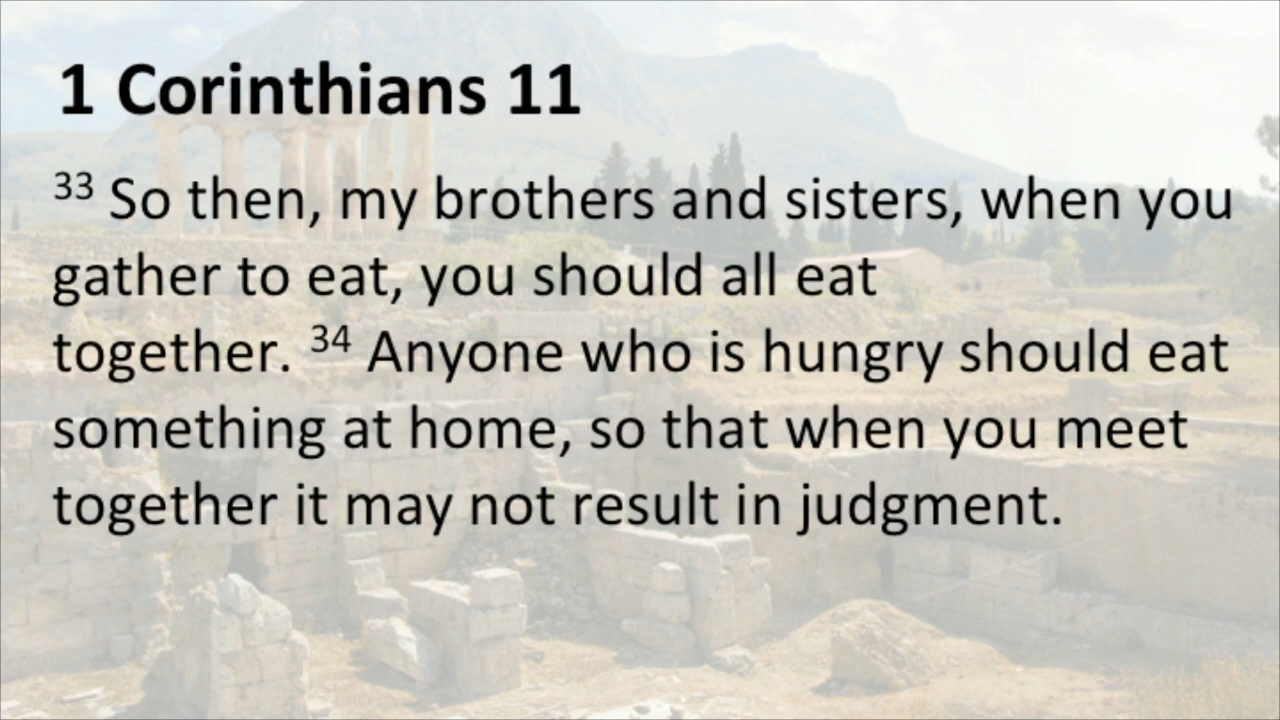 1 Corinthians 11
33 So then, my brothers and sisters, when you
gather to eat, you should all eat
together. 34 Anyone who is hungry should eat
something at home, so that when you meet
together it may not result in judgment.